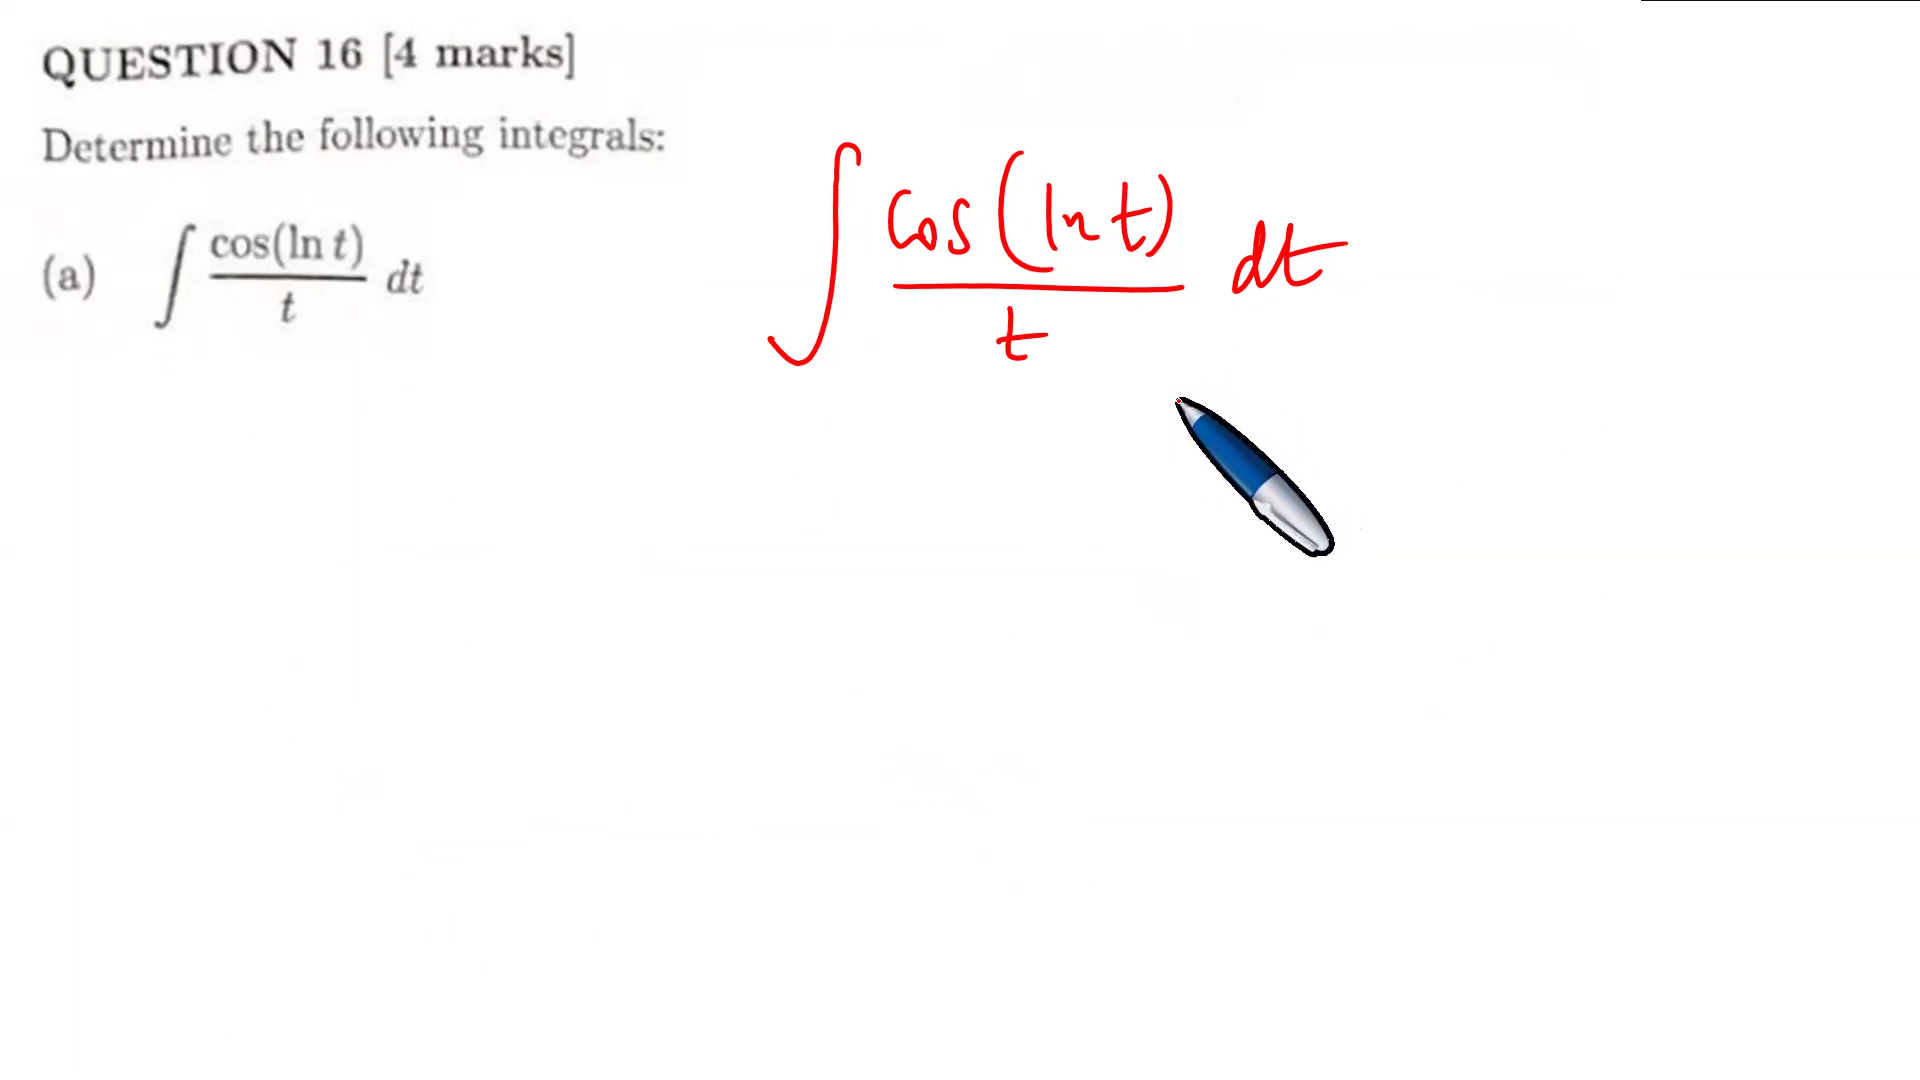 QUESTION 16 [4 marks]
Determine the following integrals:
(a) ∫ cos(ln t)/t dt
∫ cos(ln t)/t dt